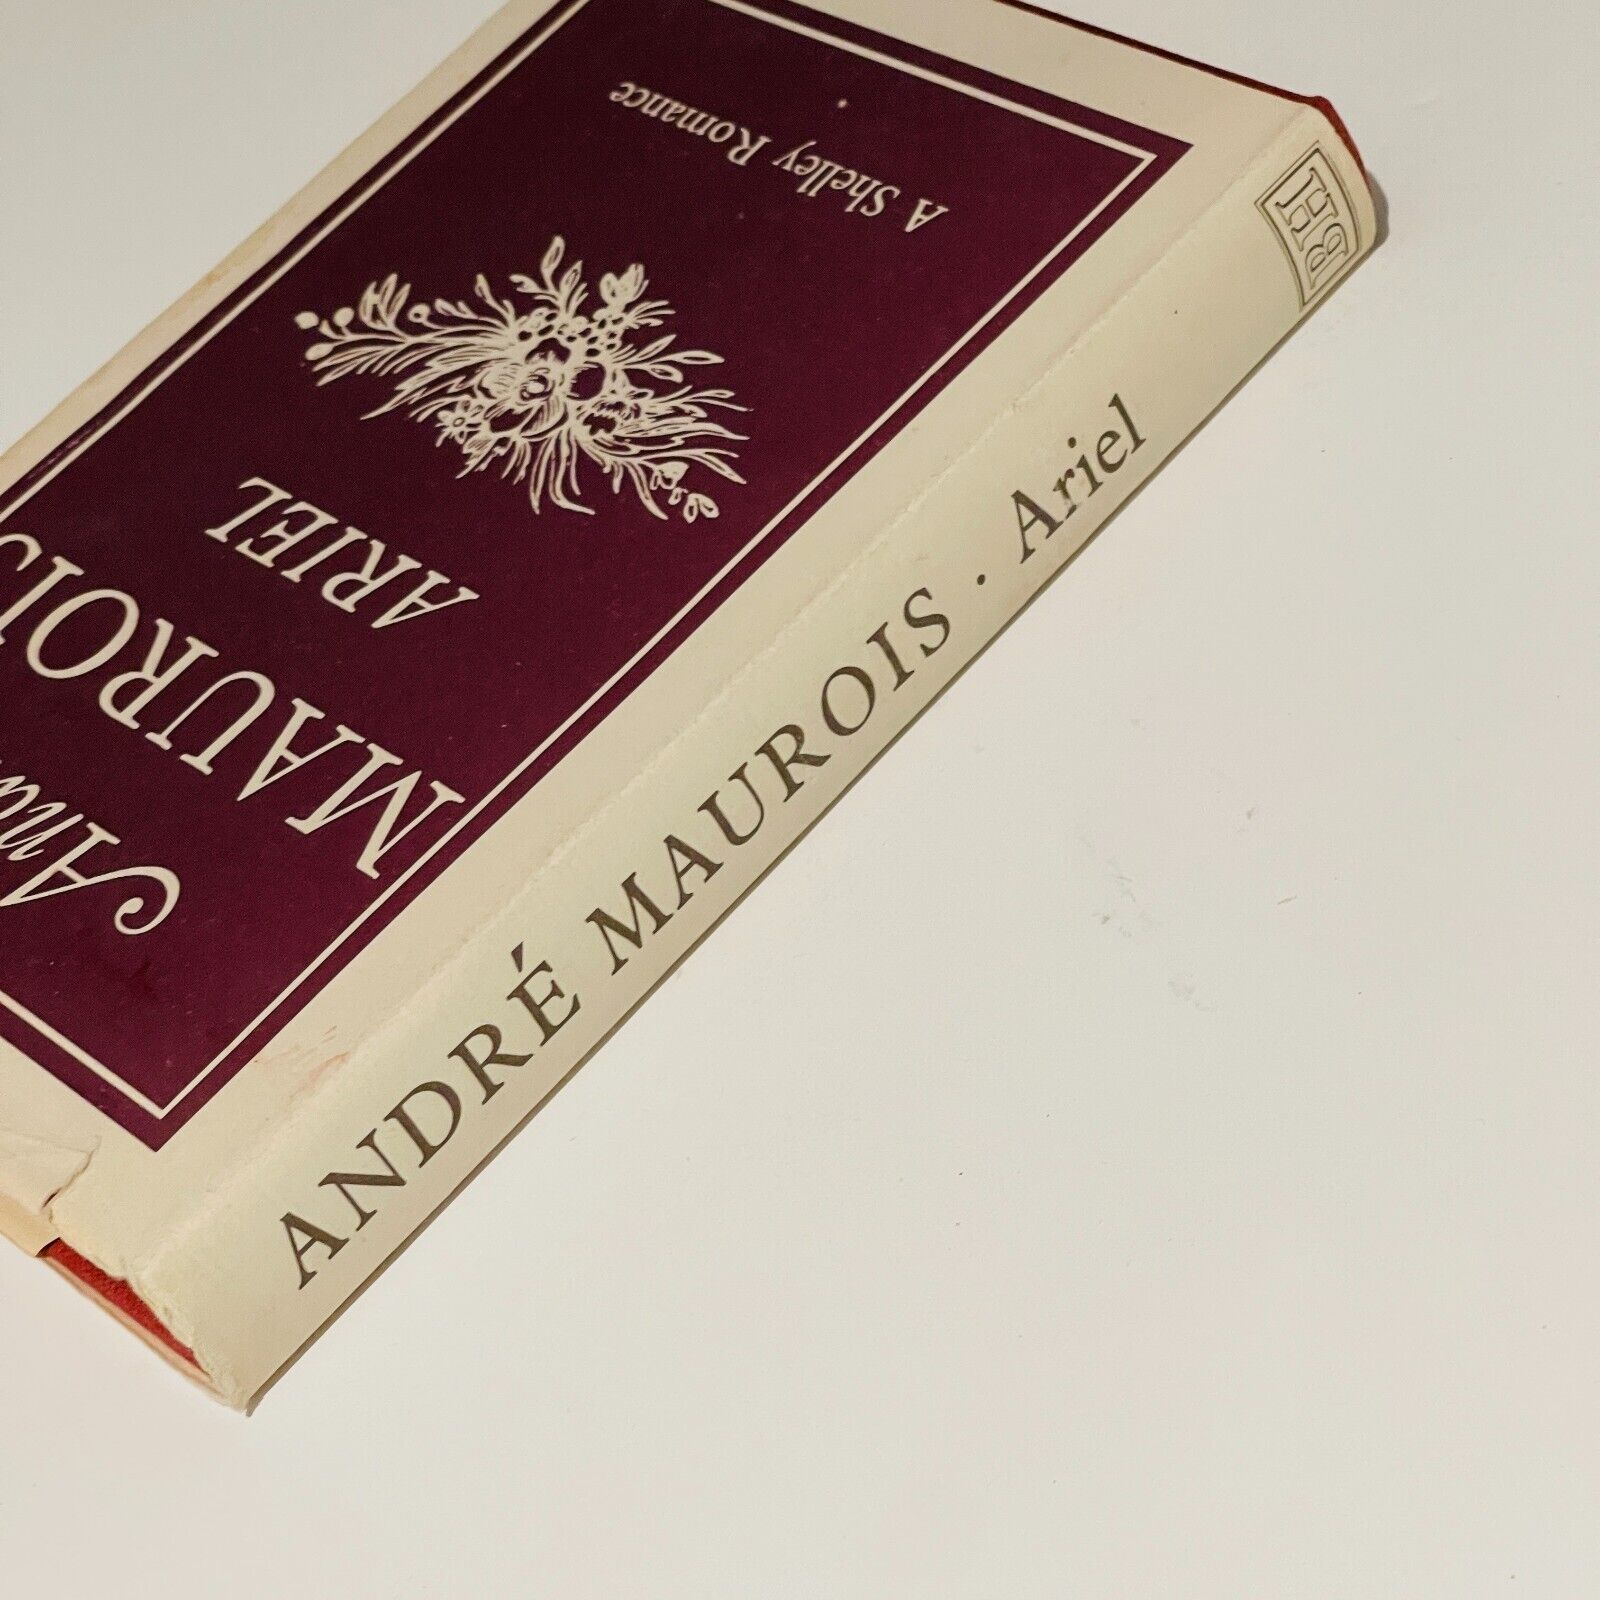 MAUROIS
ARIEL
A Shelley Romance
ANDRÉ MAUROIS · Ariel
BH